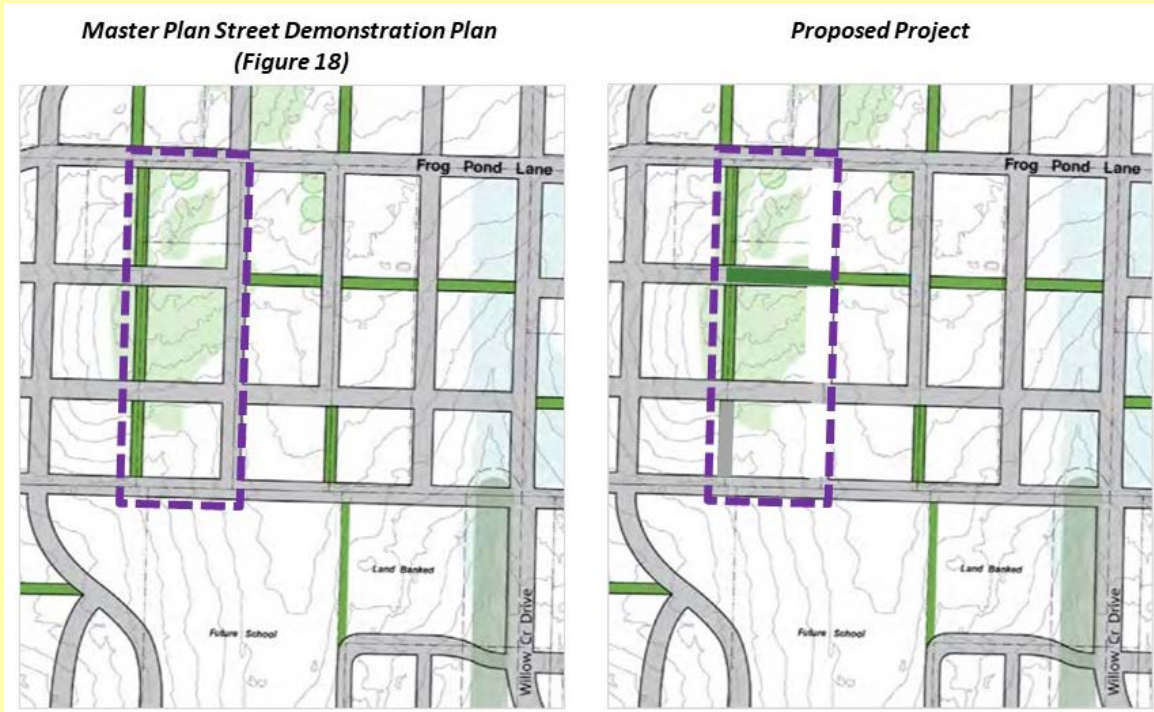 Master Plan Street Demonstration Plan
(Figure 18)
Frog Pond Lane
Land Banked
Future School
Willow Cr Drive
Proposed Project
Frog Pond Lane
Land Banked
Future School
Willow Cr Drive